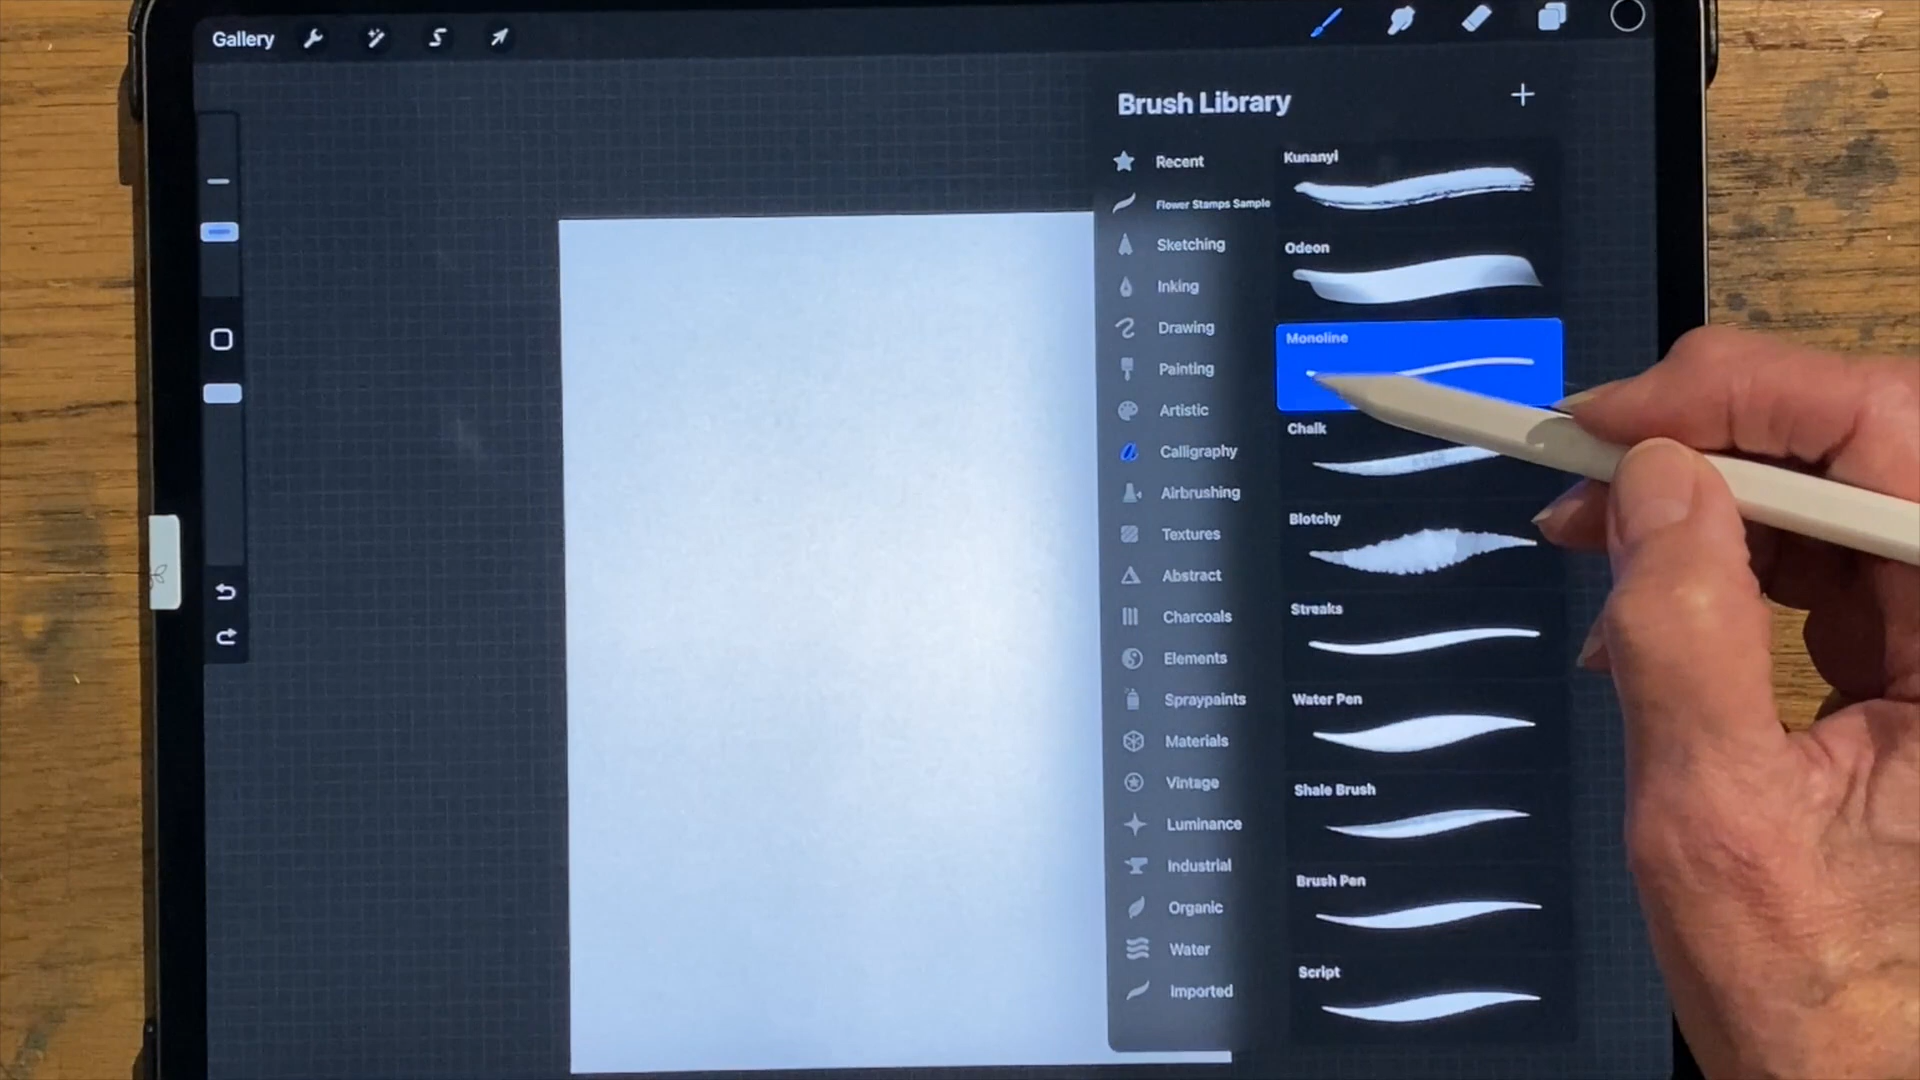 Gallery
Brush Library
Recent
Flower Stamps Sample
Sketching
Inking
Drawing
Painting
Artistic
Calligraphy
Airbrushing
Textures
Abstract
Charcoals
Elements
Spraypaints
Materials
Vintage
Luminance
Industrial
Organic
Water
Imported
Kunanyi
Odeon
Monoline
Chalk
Blotchy
Streaks
Water Pen
Shale Brush
Brush Pen
Script